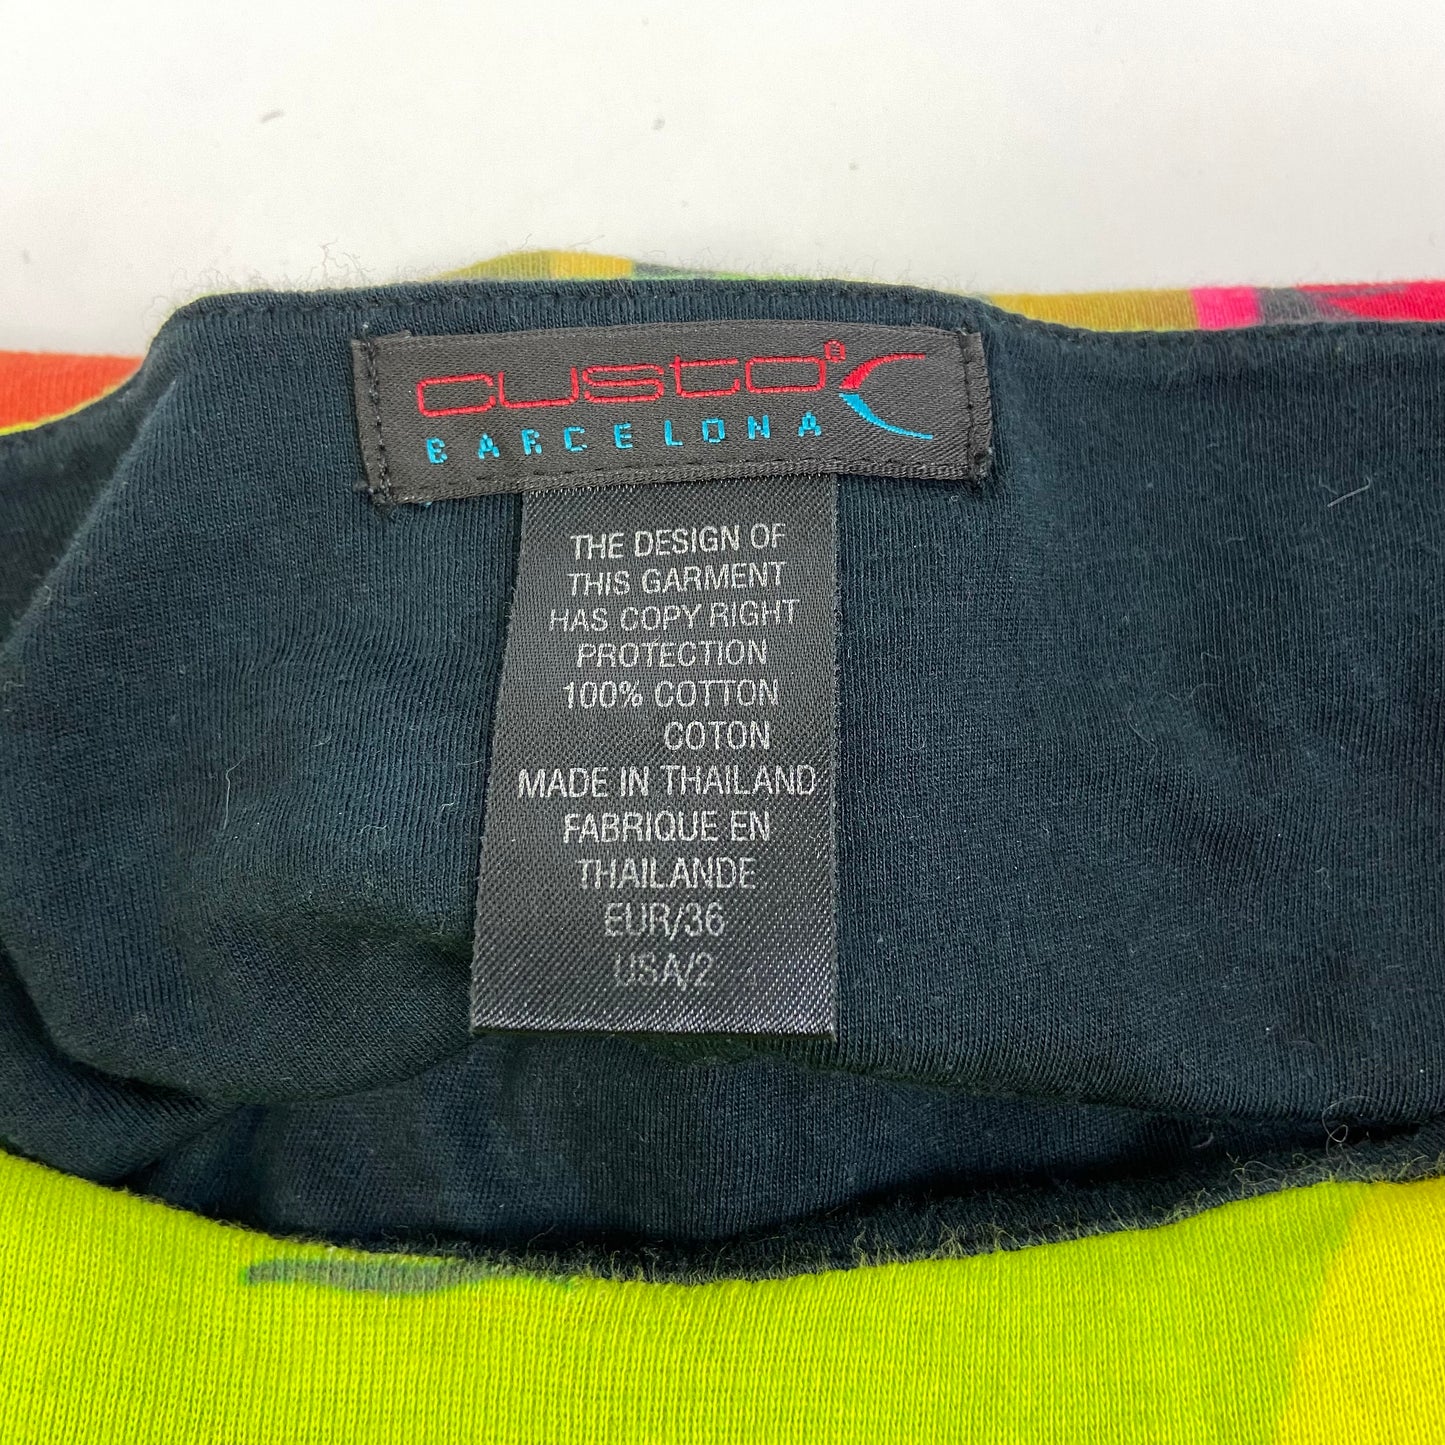 custo®
BARCELONA
THE DESIGN OF
THIS GARMENT
HAS COPY RIGHT
PROTECTION
100% COTTON
COTON
MADE IN THAILAND
FABRIQUE EN
THAILANDE
EUR/36
USA/2